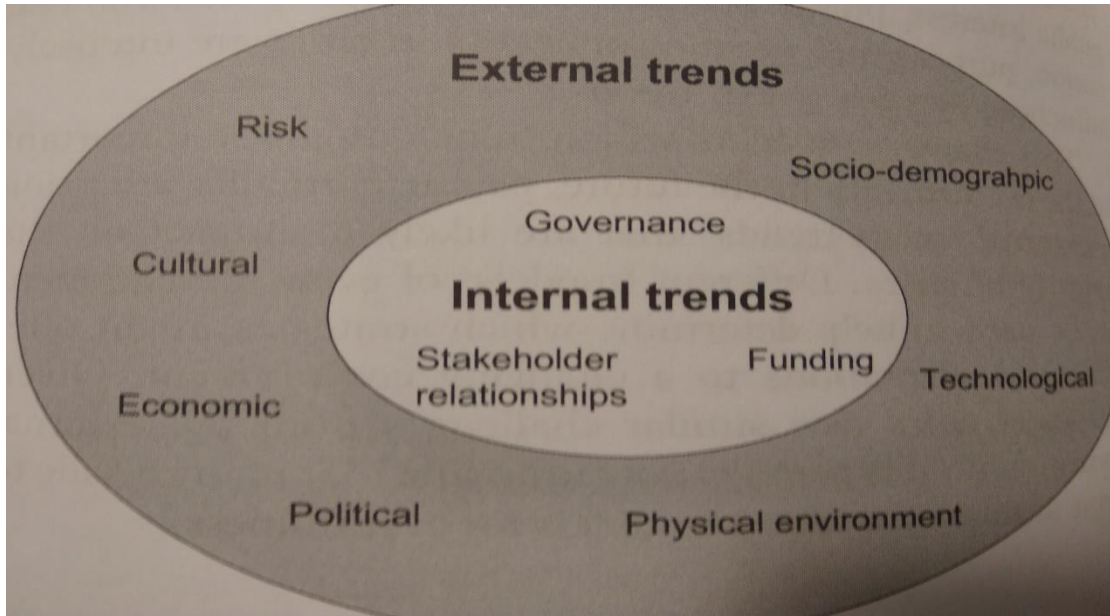 External trends
Risk
Socio-demograhpic
Governance
Cultural
Internal trends
Stakeholder
relationships
Funding
Technological
Economic
Political
Physical environment